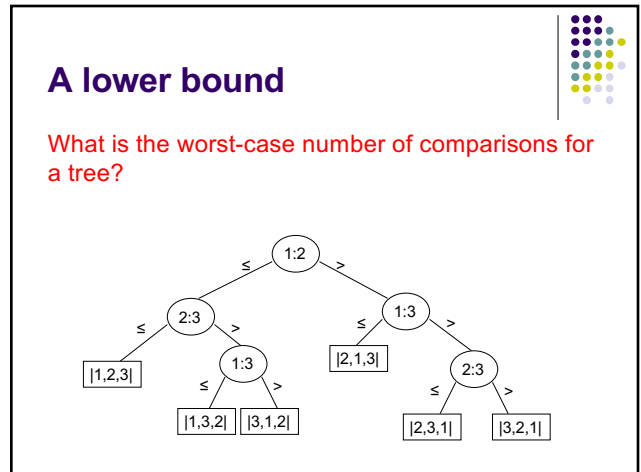 A lower bound
What is the worst-case number of comparisons for
a tree?
1:2
≤ >
2:3 1:3
≤ > ≤ >
|1,2,3| 1:3 |2,1,3| 2:3
≤ > ≤ >
|1,3,2| |3,1,2| |2,3,1| |3,2,1|